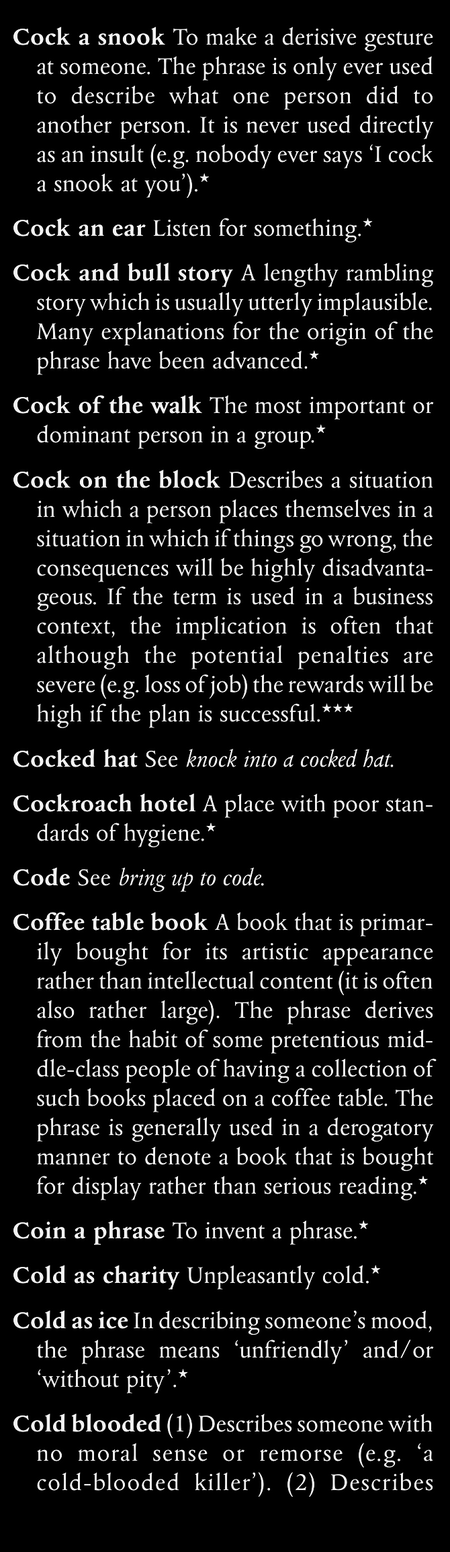 Cock a snook To make a derisive gesture
at someone. The phrase is only ever used
to describe what one person did to
another person. It is never used directly
as an insult (e.g. nobody ever says ‘I cock
a snook at you’).★
Cock an ear Listen for something.★
Cock and bull story A lengthy rambling
story which is usually utterly implausible.
Many explanations for the origin of the
phrase have been advanced.★
Cock of the walk The most important or
dominant person in a group.★
Cock on the block Describes a situation
in which a person places themselves in a
situation in which if things go wrong, the
consequences will be highly disadvanta-
geous. If the term is used in a business
context, the implication is often that
although the potential penalties are
severe (e.g. loss of job) the rewards will be
high if the plan is successful.★★★
Cocked hat See knock into a cocked hat.
Cockroach hotel A place with poor stan-
dards of hygiene.★
Code See bring up to code.
Coffee table book A book that is primar-
ily bought for its artistic appearance
rather than intellectual content (it is often
also rather large). The phrase derives
from the habit of some pretentious mid-
dle-class people of having a collection of
such books placed on a coffee table. The
phrase is generally used in a derogatory
manner to denote a book that is bought
for display rather than serious reading.★
Coin a phrase To invent a phrase.★
Cold as charity Unpleasantly cold.★
Cold as ice In describing someone’s mood,
the phrase means ‘unfriendly’ and/or
‘without pity’.★
Cold blooded (1) Describes someone with
no moral sense or remorse (e.g. ‘a
cold-blooded killer’). (2) Describes